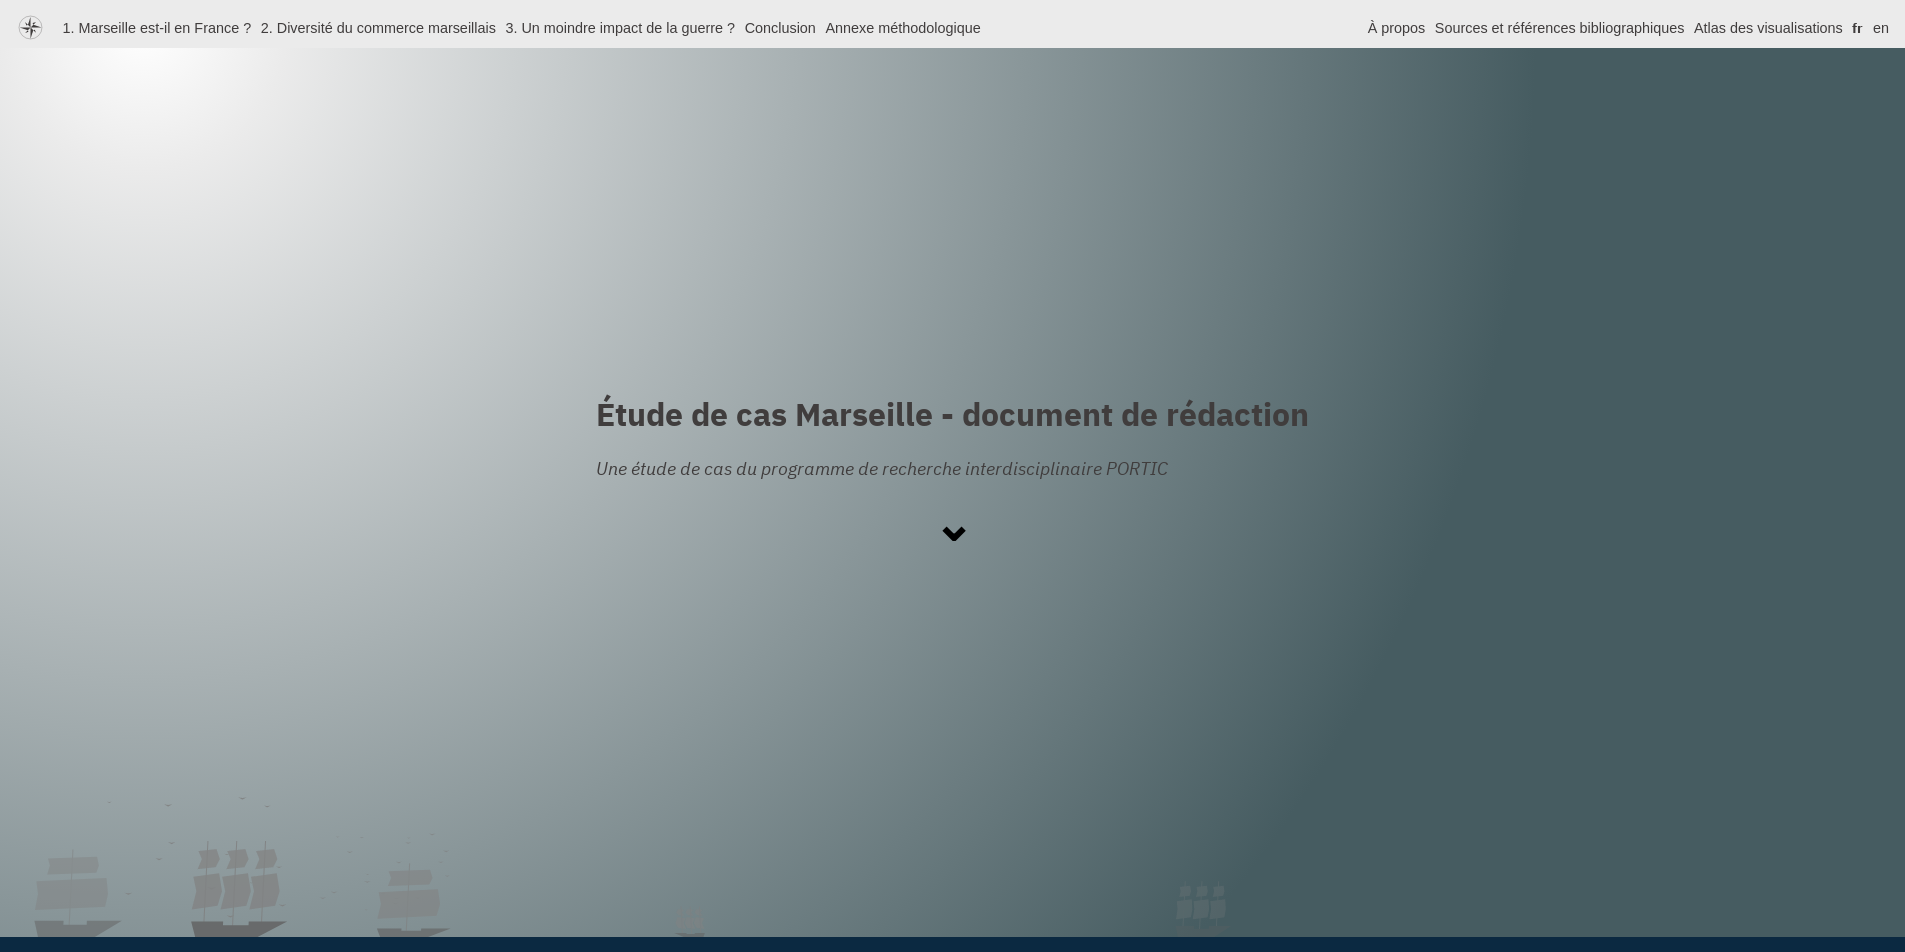 1. Marseille est-il en France ? 2. Diversité du commerce marseillais 3. Un moindre impact de la guerre ? Conclusion Annexe méthodologique À propos Sources et références bibliographiques Atlas des visualisations fr en
Étude de cas Marseille - document de rédaction
Une étude de cas du programme de recherche interdisciplinaire PORTIC